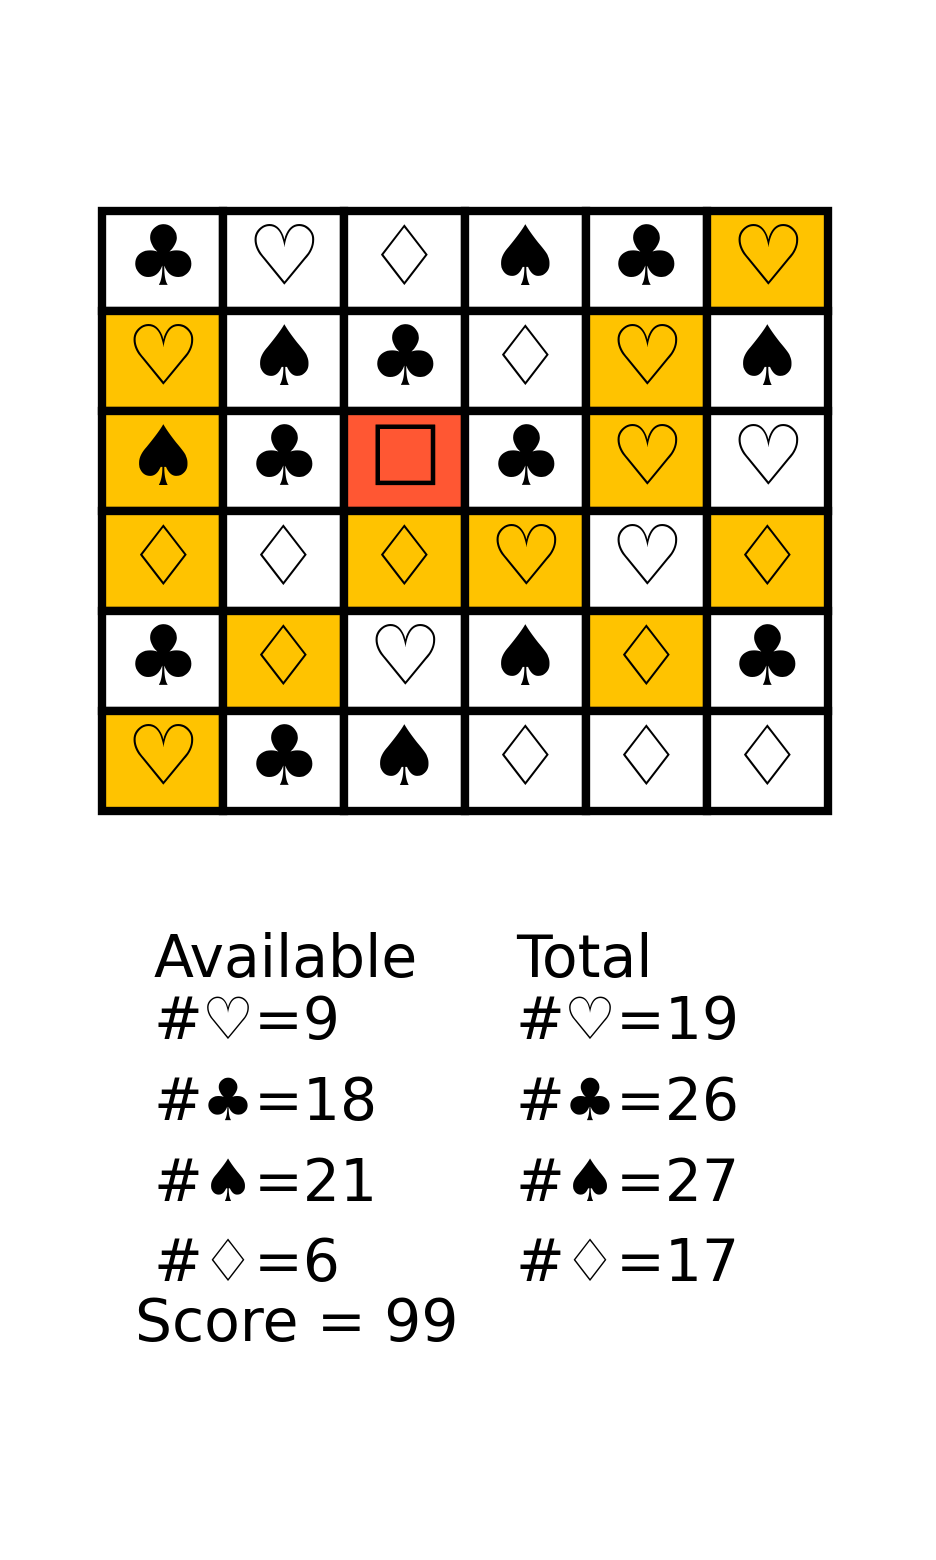 ♣ ♡ ♢ ♠ ♣ ♡
♡ ♠ ♣ ♢ ♡ ♠
♠ ♣ □ ♣ ♡ ♡
♢ ♢ ♢ ♡ ♡ ♢
♣ ♢ ♡ ♠ ♢ ♣
♡ ♣ ♠ ♢ ♢ ♢
Available Total
#♡=9 #♡=19
#♣=18 #♣=26
#♠=21 #♠=27
#♢=6 #♢=17
Score = 99